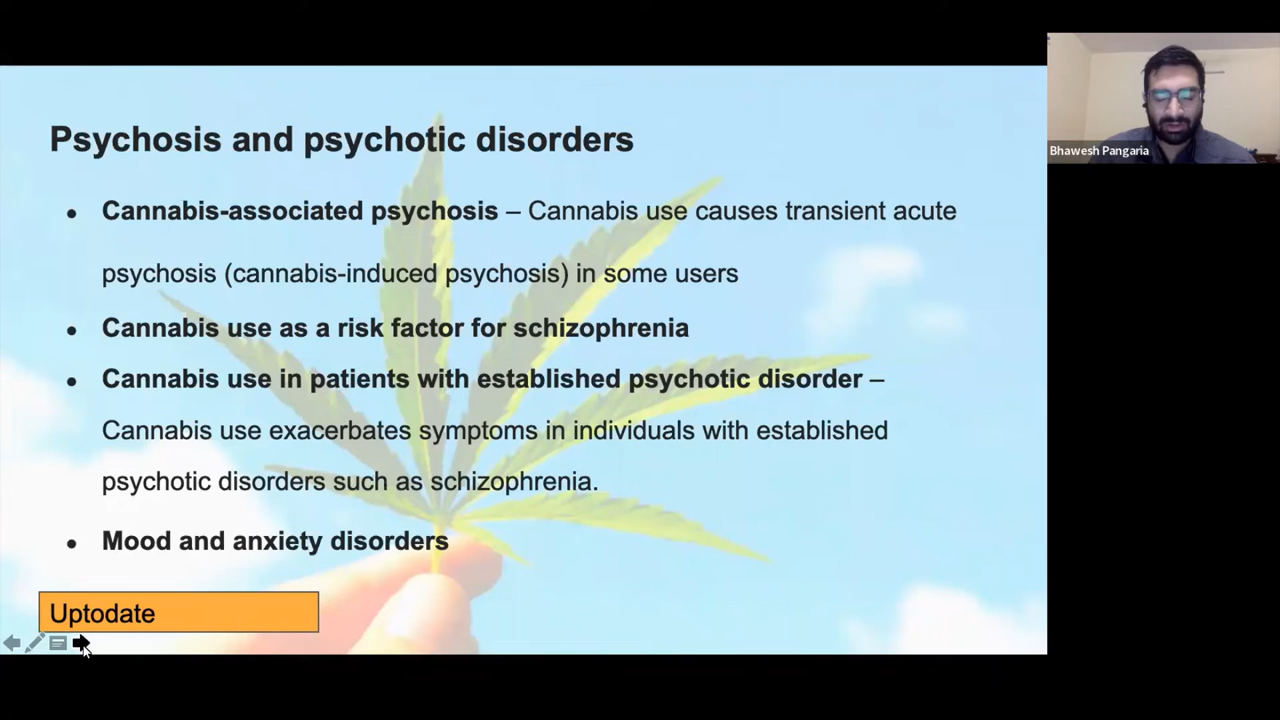 Psychosis and psychotic disorders
● Cannabis-associated psychosis – Cannabis use causes transient acute
psychosis (cannabis-induced psychosis) in some users
● Cannabis use as a risk factor for schizophrenia
● Cannabis use in patients with established psychotic disorder –
Cannabis use exacerbates symptoms in individuals with established
psychotic disorders such as schizophrenia.
● Mood and anxiety disorders
Uptodate
Bhawesh Pangaria